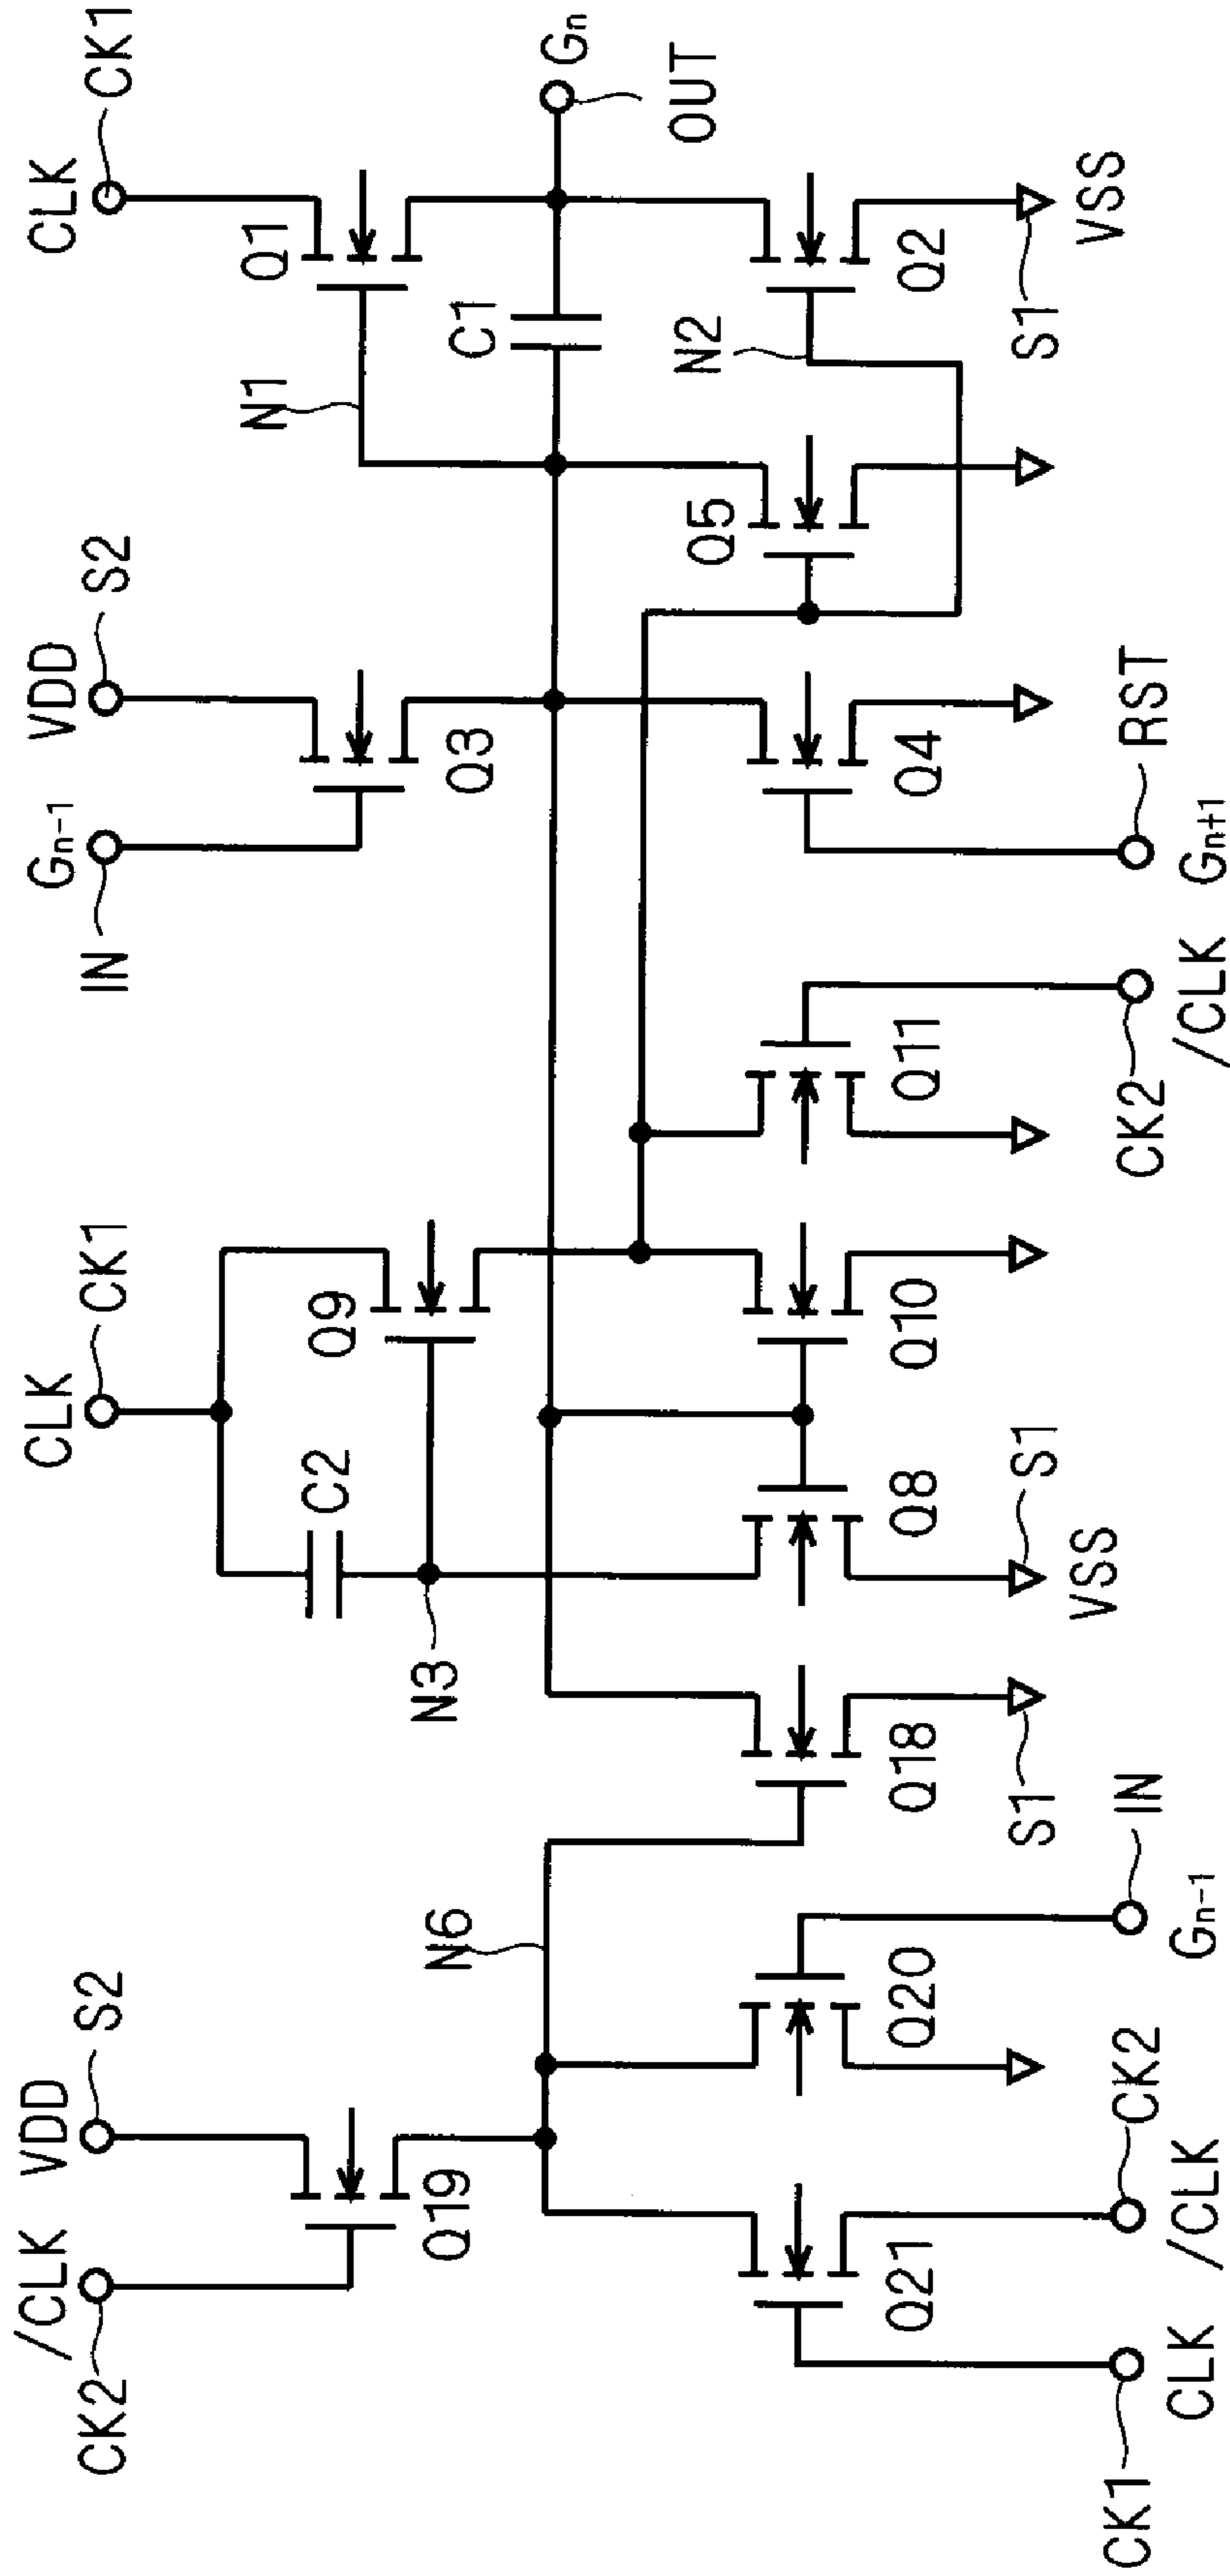 CLK
CK1
Q1
N1
C1
Gn
OUT
Q2
N2
S1
VSS
VDD
S2
Gn-1
IN
Q3
Q5
Q4
RST
Gn+1
Q11
CK2
/CLK
CLK
CK1
C2
Q9
N3
Q10
Q8
S1
VSS
Q18
S1
N6
VDD
S2
/CLK
CK2
Q19
Q20
IN
Gn-1
Q21
CK2
/CLK
CLK
CK1